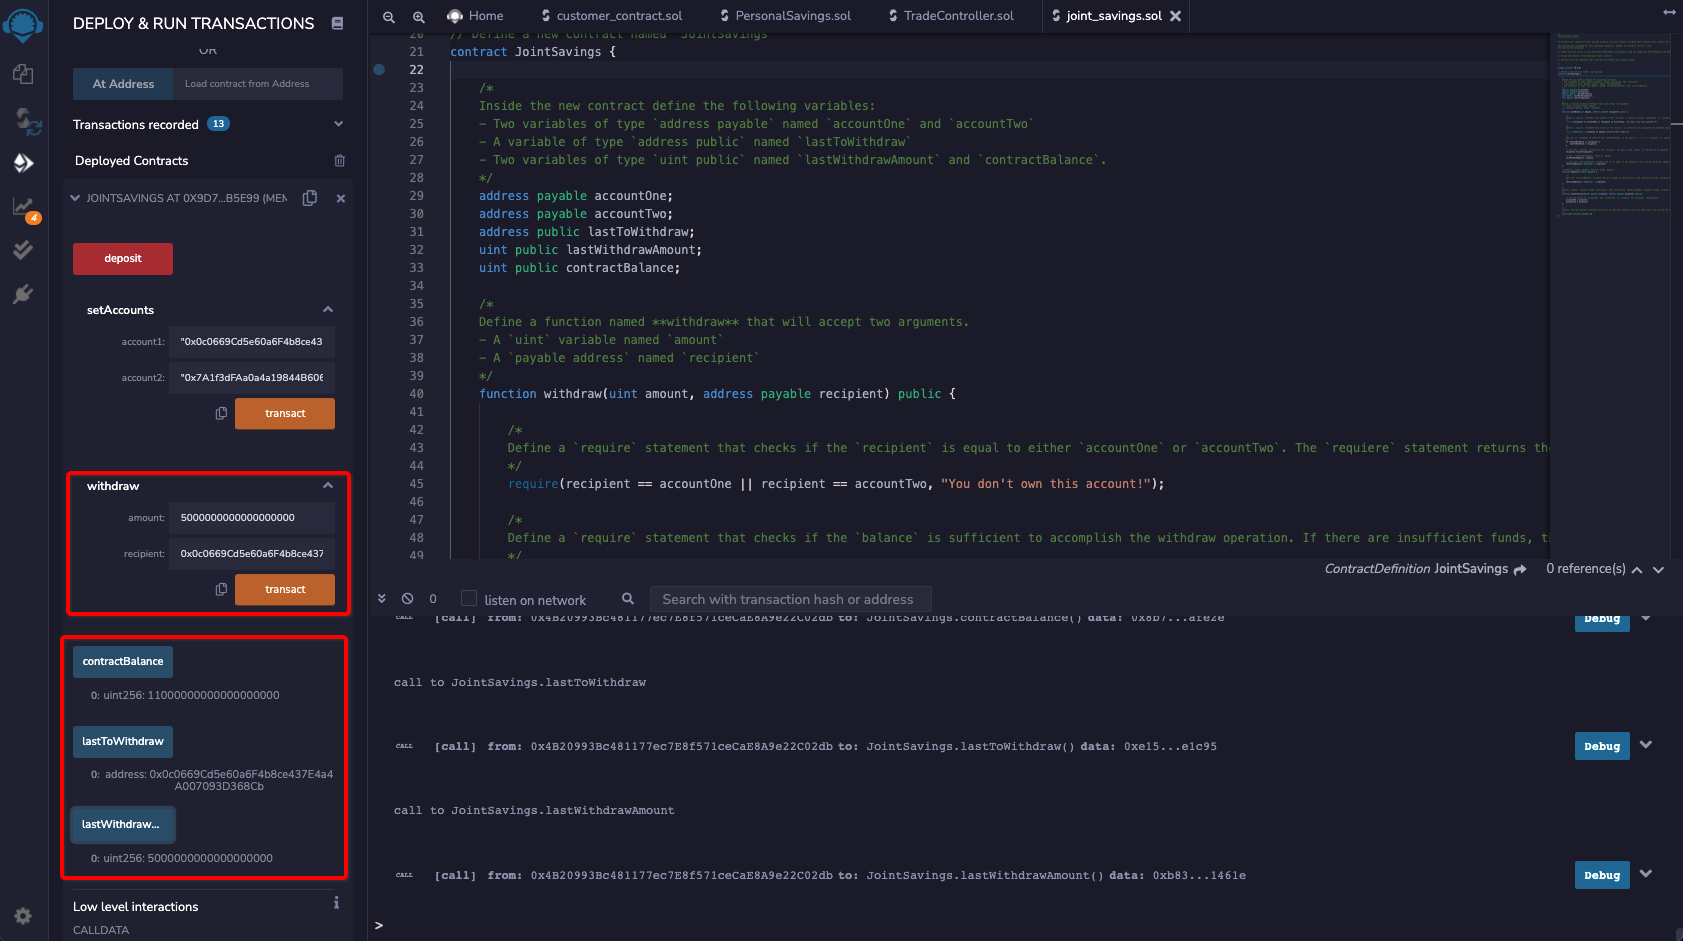 DEPLOY & RUN TRANSACTIONS
OR
At Address
Load contract from Address
Transactions recorded 13
Deployed Contracts
JOINTSAVINGS AT 0X9D7...B5E99 (MEM
4
deposit
setAccounts
account1: "0x0c0669Cd5e60a6F4b8ce43
account2: "0x7A1f3dFAa0a4a19844B606
transact
withdraw
amount: 5000000000000000000
recipient: 0x0c0669Cd5e60a6F4b8ce437
transact
contractBalance
0: uint256: 11000000000000000000
lastToWithdraw
0: address: 0x0c0669Cd5e60a6F4b8ce437E4a4
A007093D368Cb
lastWithdraw...
0: uint256: 5000000000000000000
Low level interactions
i
CALLDATA
Home
customer_contract.sol
PersonalSavings.sol
TradeController.sol
joint_savings.sol
20 // Define a new contract named `JointSavings`
21 contract JointSavings {
22
23 /*
24 Inside the new contract define the following variables:
25 - Two variables of type `address payable` named `accountOne` and `accountTwo`
26 - A variable of type `address public` named `lastToWithdraw`
27 - Two variables of type `uint public` named `lastWithdrawAmount` and `contractBalance`.
28 */
29 address payable accountOne;
30 address payable accountTwo;
31 address public lastToWithdraw;
32 uint public lastWithdrawAmount;
33 uint public contractBalance;
34
35 /*
36 Define a function named **withdraw** that will accept two arguments.
37 - A `uint` variable named `amount`
38 - A `payable address` named `recipient`
39 */
40 function withdraw(uint amount, address payable recipient) public {
41
42 /*
43 Define a `require` statement that checks if the `recipient` is equal to either `accountOne` or `accountTwo`. The `requiere` statement returns the
44 */
45 require(recipient == accountOne || recipient == accountTwo, "You don't own this account!");
46
47 /*
48 Define a `require` statement that checks if the `balance` is sufficient to accomplish the withdraw operation. If there are insufficient funds, th
49 */
ContractDefinition JointSavings 0 reference(s)
0 listen on network
Search with transaction hash or address
CALL [call] from: 0x4B20993Bc481177ec7E8f571ceCaE8A9e22C02db to: JointSavings.contractBalance() data: 0x8b7...afe2e
Debug
call to JointSavings.lastToWithdraw
CALL [call] from: 0x4B20993Bc481177ec7E8f571ceCaE8A9e22C02db to: JointSavings.lastToWithdraw() data: 0xe15...e1c95
Debug
call to JointSavings.lastWithdrawAmount
CALL [call] from: 0x4B20993Bc481177ec7E8f571ceCaE8A9e22C02db to: JointSavings.lastWithdrawAmount() data: 0xb83...1461e
Debug
>